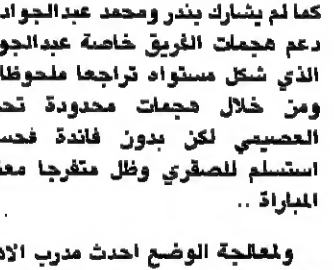 كما لم يشارك بندر ومحمد عبدالجواد
دعم هجمات الفريق خاصة عبدالجو
الذي شكل مستواه تراجعا ملحوظا
ومن خلال هجمات محدودة تحـ
العصيمي لكن بدون فائدة فحسـ
استسلم للصقري وظل متفرجا معـ
المباراة ..
ولمعالجة الوضع احدث مدرب الاهـ